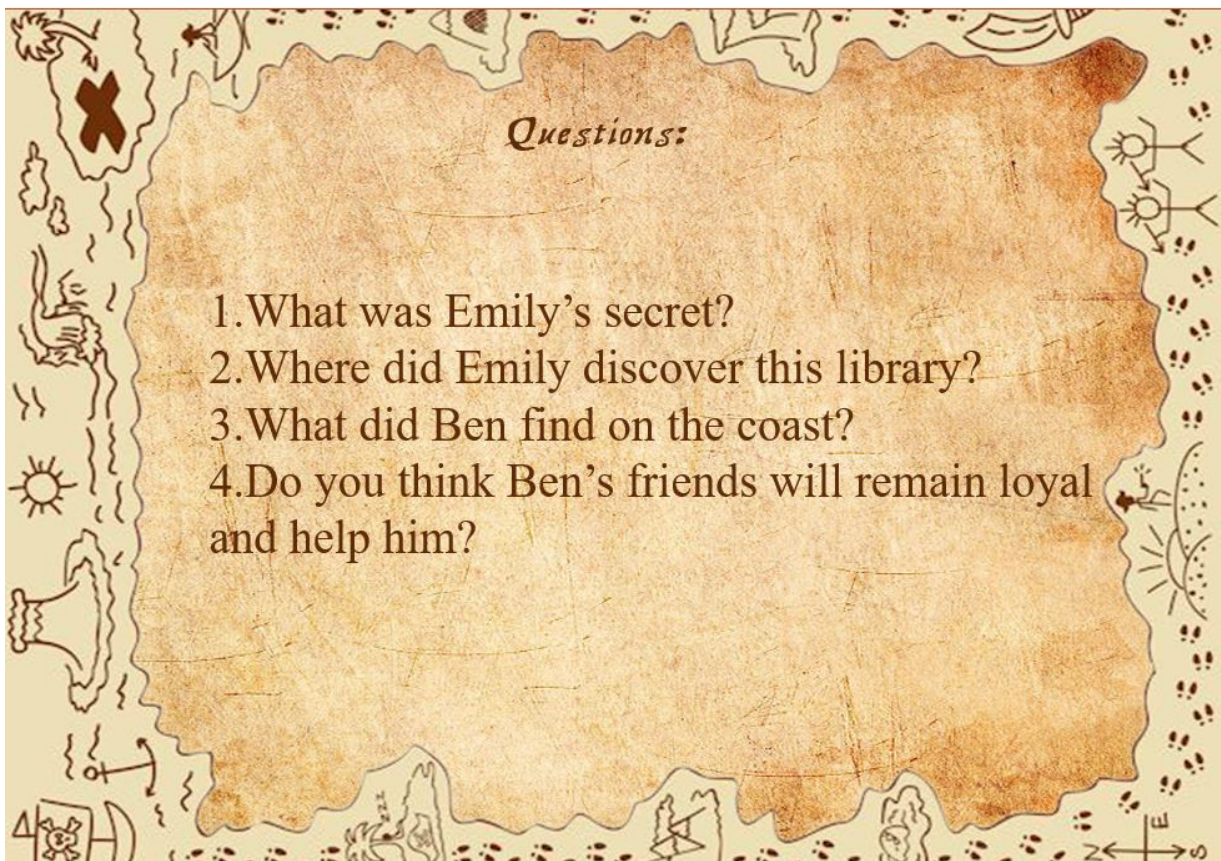 Questions:
1.What was Emily’s secret?
2.Where did Emily discover this library?
3.What did Ben find on the coast?
4.Do you think Ben’s friends will remain loyal
and help him?
E
S